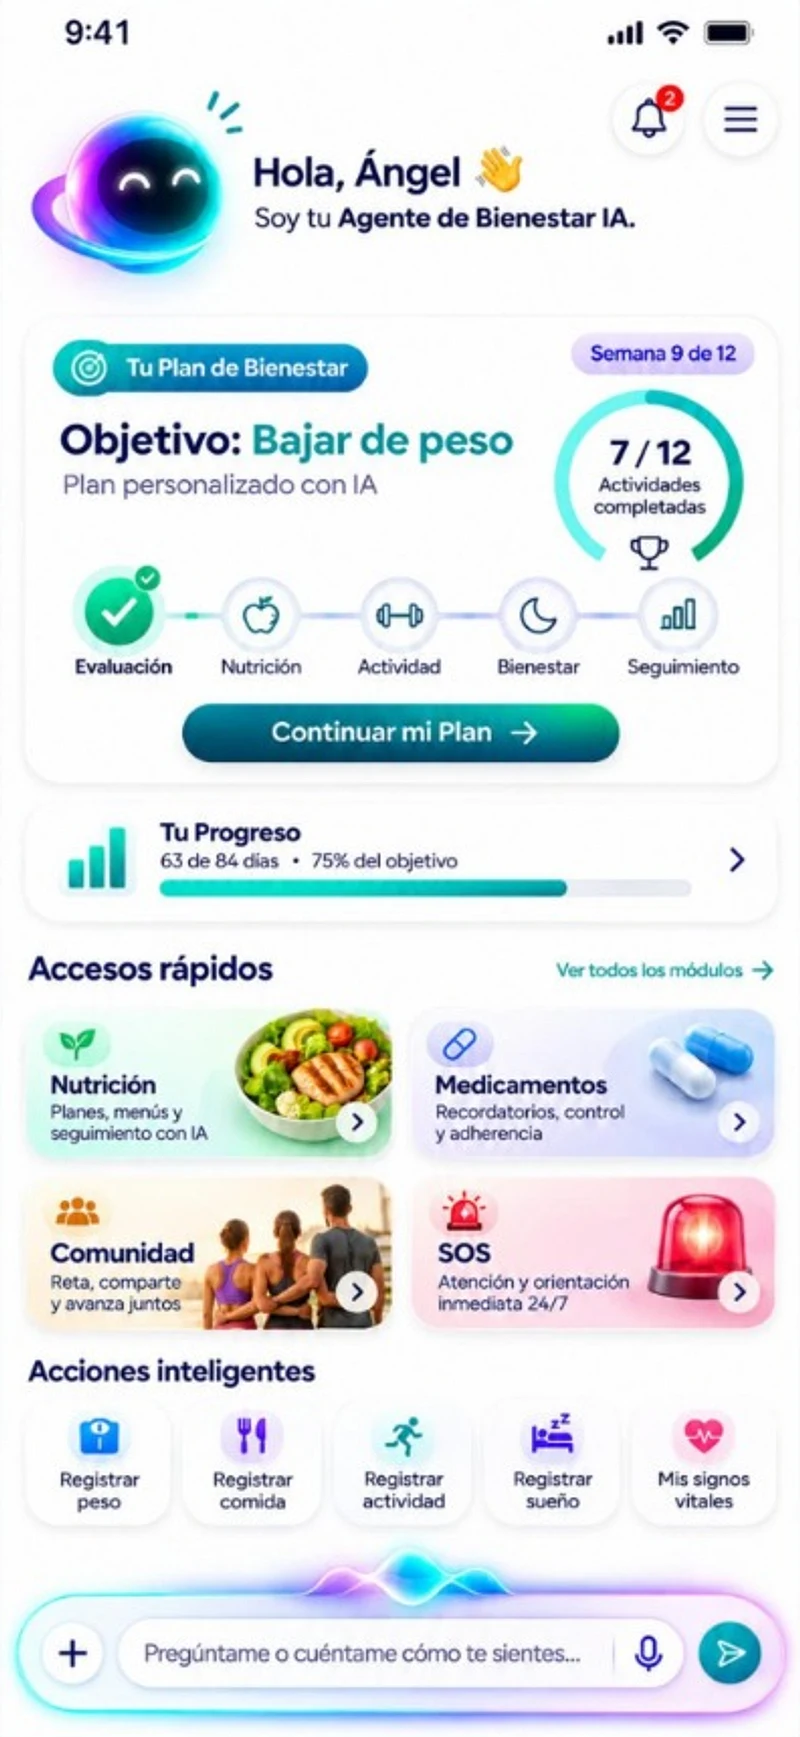 9:41
2
Hola, Ángel 👋
Soy tu Agente de Bienestar IA.
Tu Plan de Bienestar
Semana 9 de 12
Objetivo: Bajar de peso
Plan personalizado con IA
7 / 12
Actividades
completadas
Evaluación
Nutrición
Actividad
Bienestar
Seguimiento
Continuar mi Plan →
Tu Progreso
63 de 84 días • 75% del objetivo
Accesos rápidos
Ver todos los módulos →
Nutrición
Planes, menús y
seguimiento con IA
Medicamentos
Recordatorios, control
y adherencia
Comunidad
Reta, comparte
y avanza juntos
SOS
Atención y orientación
inmediata 24/7
Acciones inteligentes
Registrar
peso
Registrar
comida
Registrar
actividad
zZ
Registrar
sueño
Mis signos
vitales
Pregúntame o cuéntame cómo te sientes...